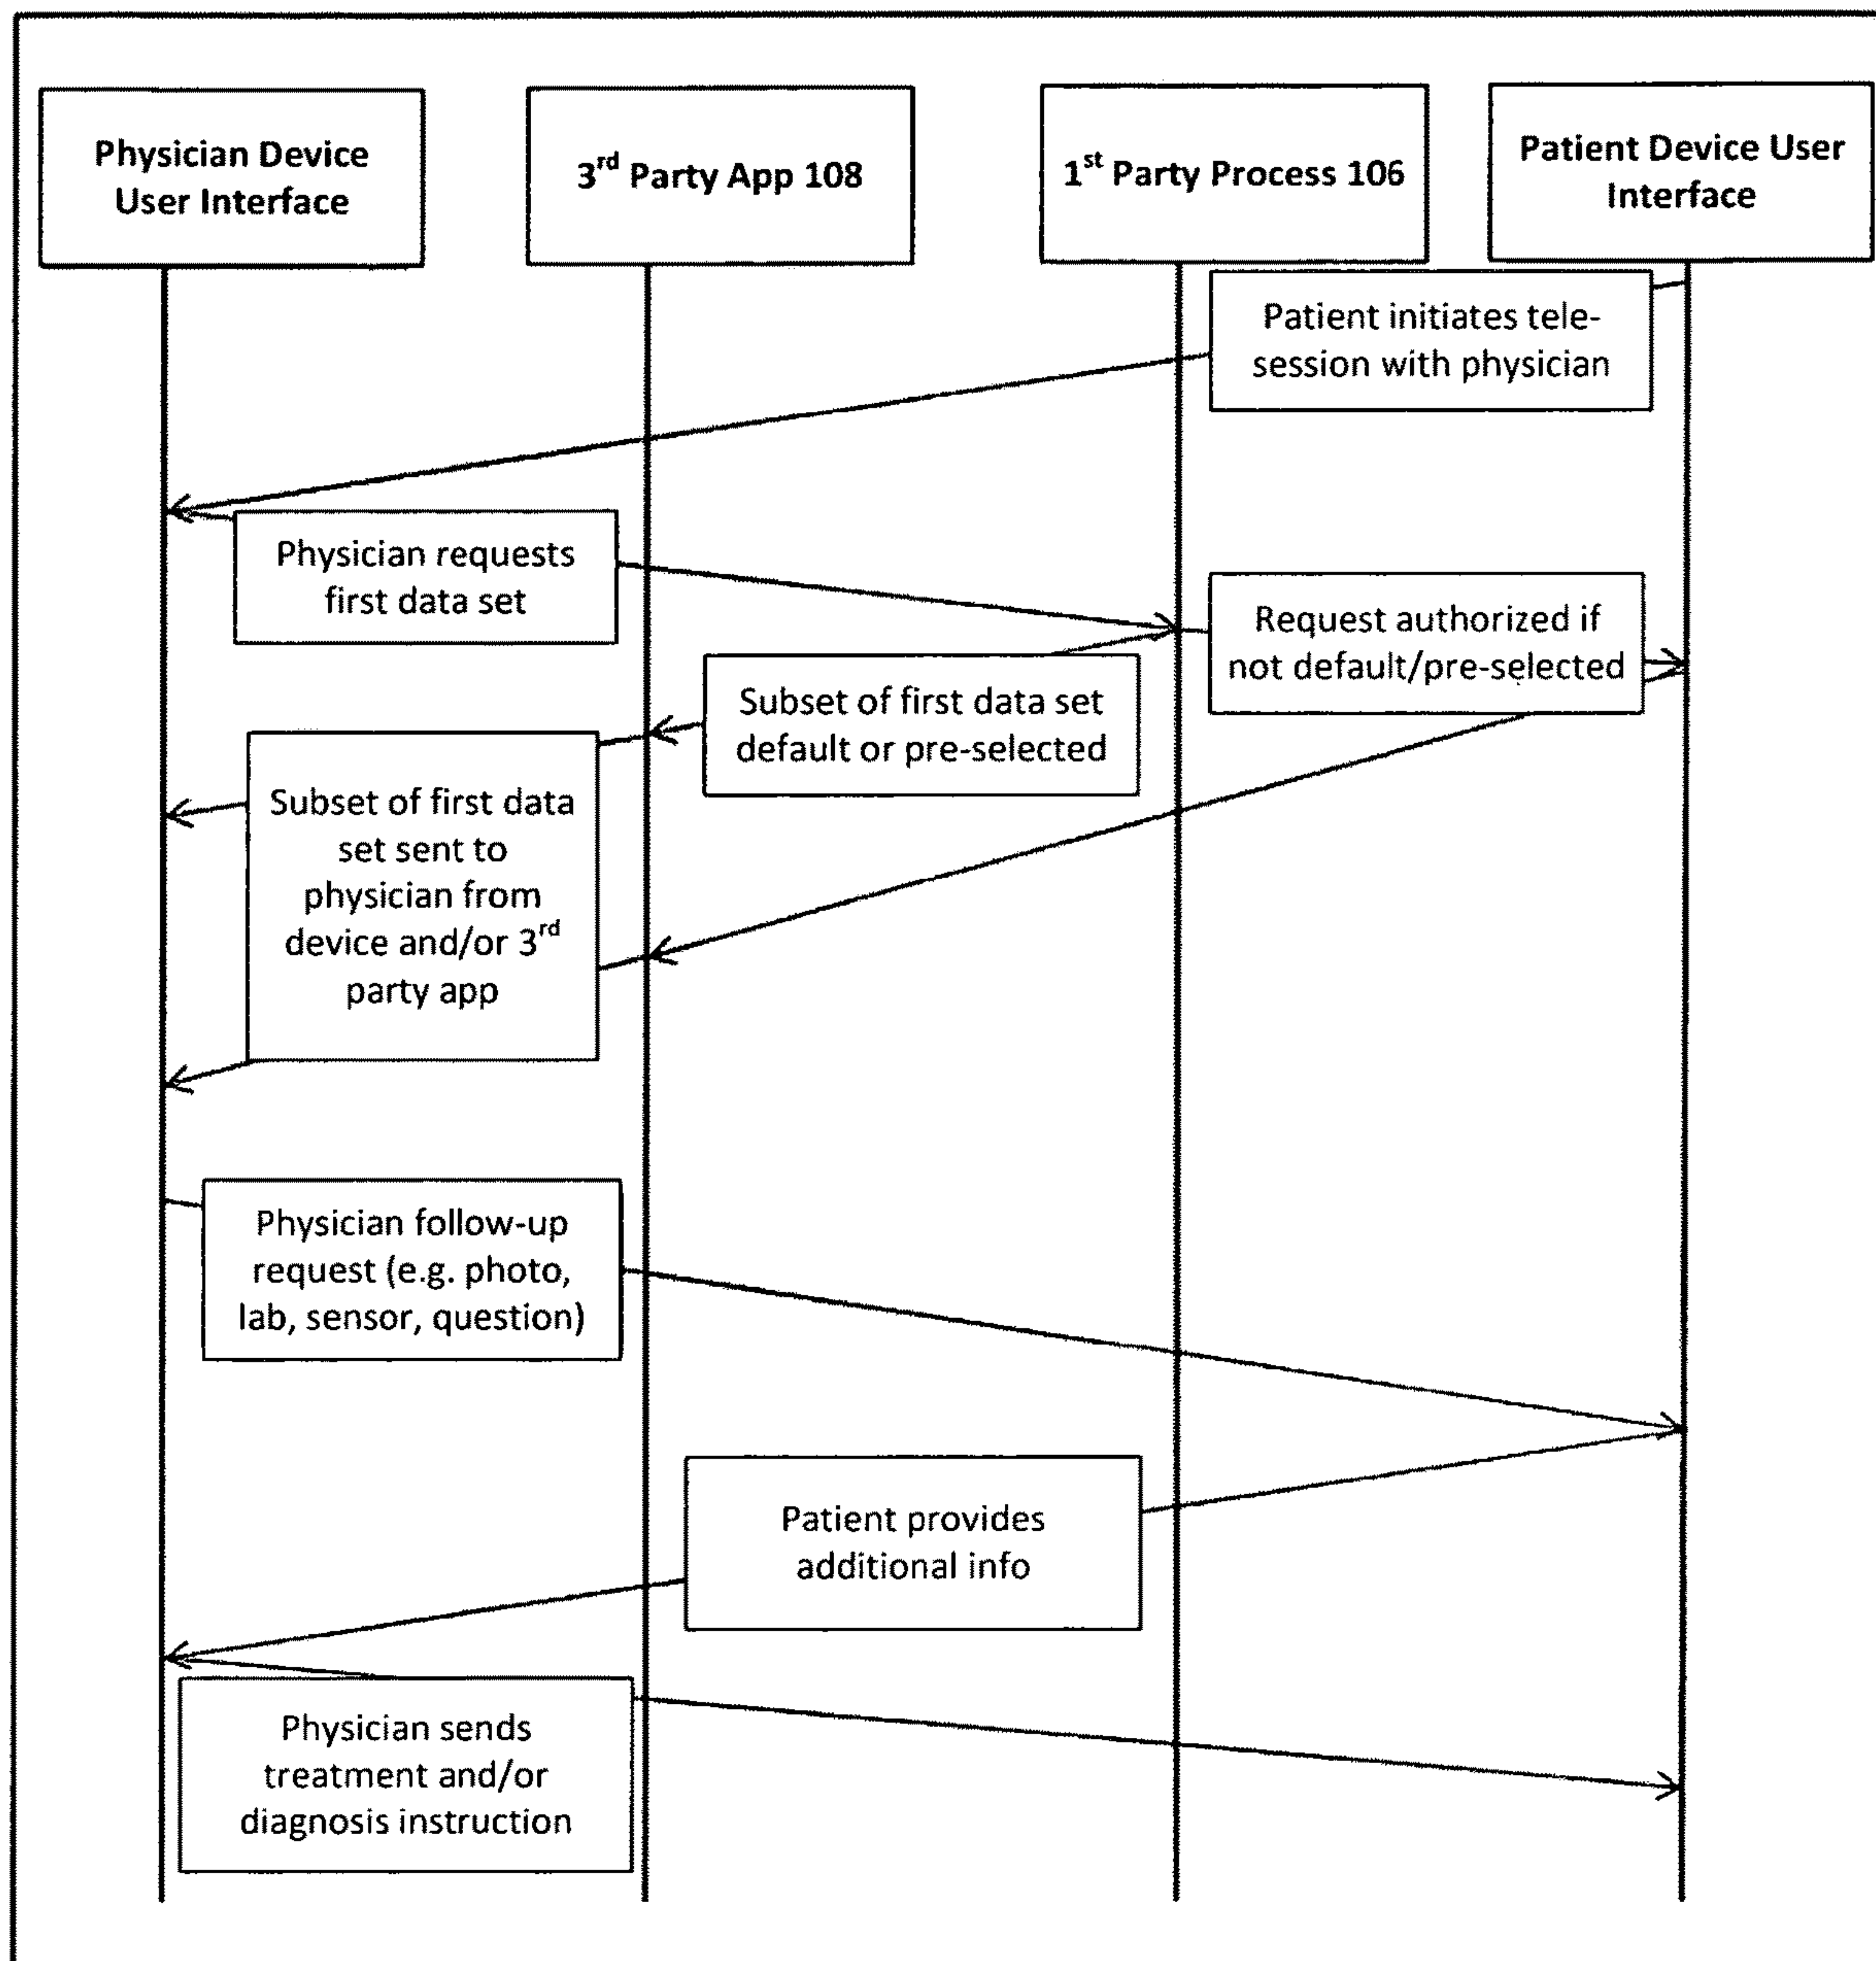 Physician Device
User Interface
3rd Party App 108
1st Party Process 106
Patient Device User
Interface
Patient initiates tele-
session with physician
Physician requests
first data set
Request authorized if
not default/pre-selected
Subset of first data set
default or pre-selected
Subset of first data
set sent to
physician from
device and/or 3rd
party app
Physician follow-up
request (e.g. photo,
lab, sensor, question)
Patient provides
additional info
Physician sends
treatment and/or
diagnosis instruction